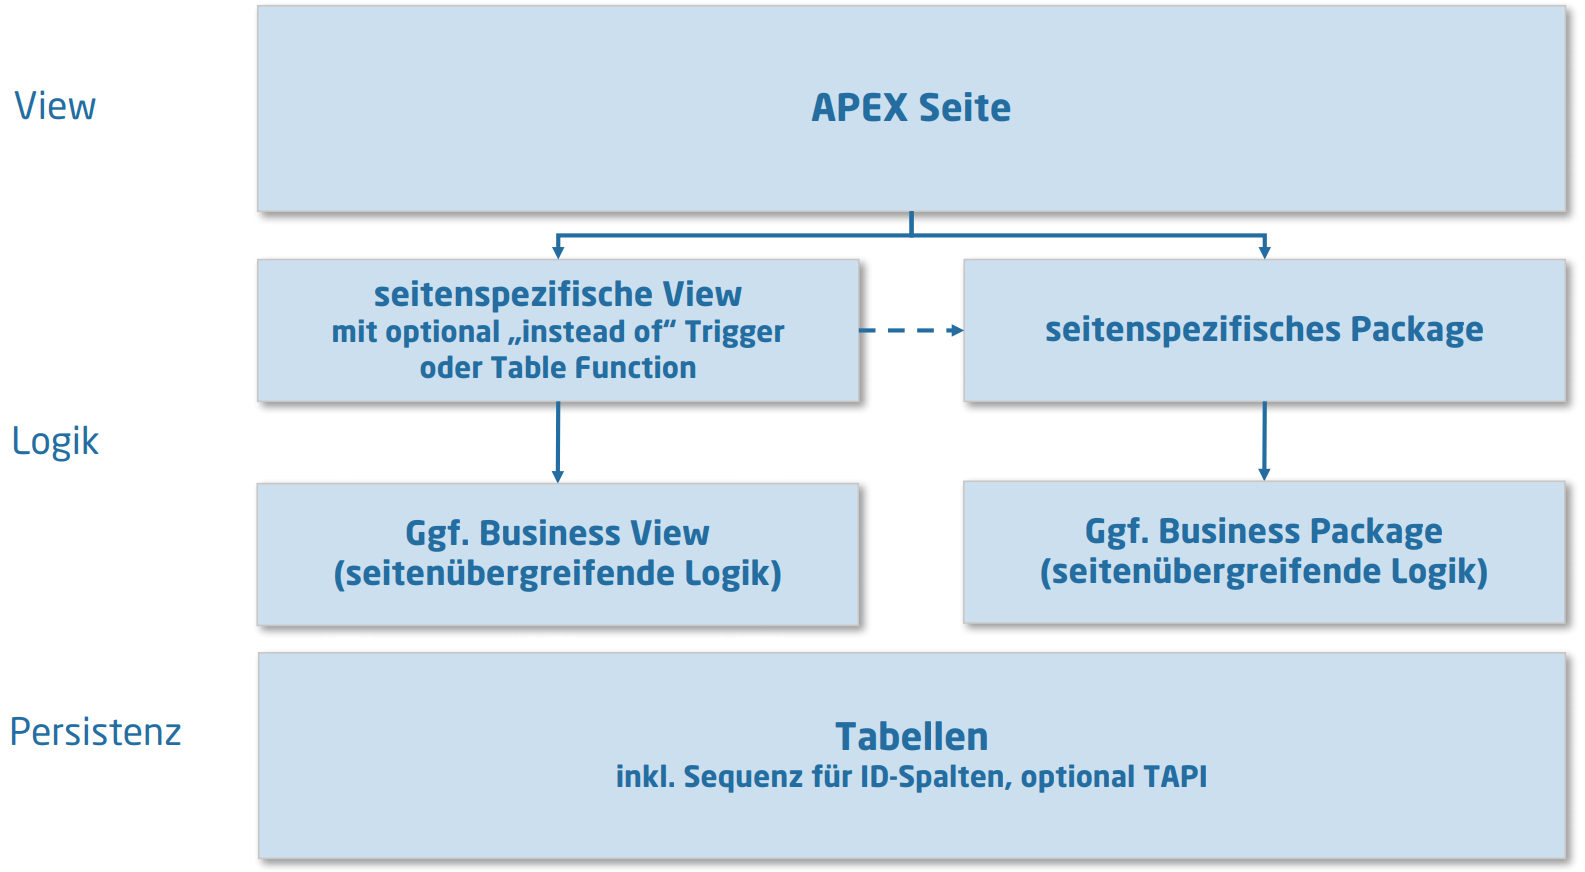 View
APEX Seite
seitenspezifische View
mit optional „instead of“ Trigger
oder Table Function
seitenspezifisches Package
Logik
Ggf. Business View
(seitenübergreifende Logik)
Ggf. Business Package
(seitenübergreifende Logik)
Persistenz
Tabellen
inkl. Sequenz für ID-Spalten, optional TAPI